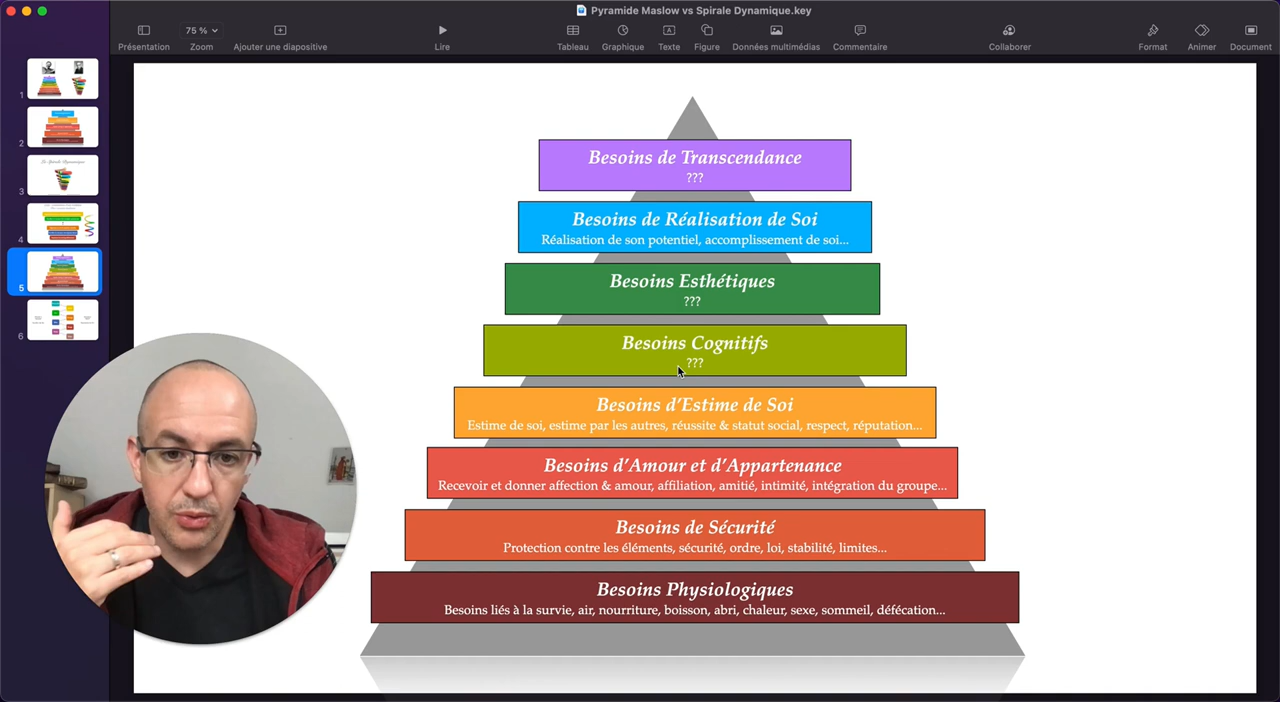 Pyramide Maslow vs Spirale Dynamique.key
75 %
Présentation
Zoom
Ajoute une diapositive
Lire
Tableau
Graphique
Texte
Figure
Données multimédias
Commentaire
Collaborer
Format
Animer
Document
1
2
3
4
5
6
Besoins de Transcendance
???
Besoins de Réalisation de Soi
Réalisation de son potentiel, accomplissement de soi...
Besoins Esthétiques
???
Besoins Cognitifs
???
Besoins d'Estime de Soi
Estime de soi, estime par les autres, réussite & statut social, respect, réputation...
Besoins d'Amour et d'Appartenance
Recevoir et donner affection & amour, affiliation, amitié, intimité, intégration du groupe...
Besoins de Sécurité
Protection contre les éléments, sécurité, ordre, loi, stabilité, limites...
Besoins Physiologiques
Besoins liés à la survie, air, nourriture, boisson, abri, chaleur, sexe, sommeil, défécation...